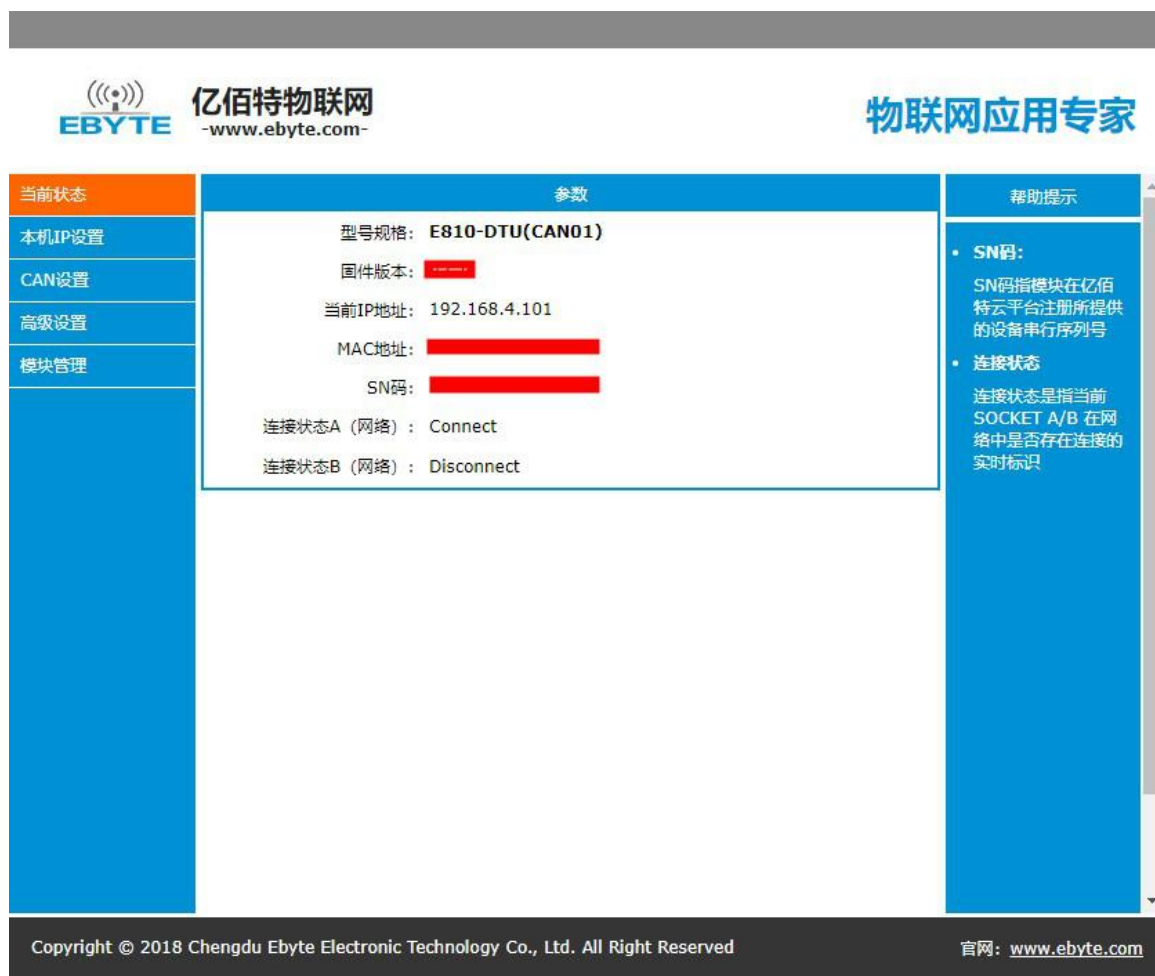 EBYTE
亿佰特物联网
-www.ebyte.com-
物联网应用专家
当前状态
本机IP设置
CAN设置
高级设置
模块管理
参数
型号规格: E810-DTU(CAN01)
固件版本:
当前IP地址: 192.168.4.101
MAC地址:
SN码:
连接状态A（网络）: Connect
连接状态B（网络）: Disconnect
帮助提示
• SN码:
SN码指模块在亿佰
特云平台注册所提供
的设备串行序列号
• 连接状态
连接状态是指当前
SOCKET A/B 在网
络中是否存在连接的
实时标识
Copyright © 2018 Chengdu Ebyte Electronic Technology Co., Ltd. All Right Reserved
官网: www.ebyte.com